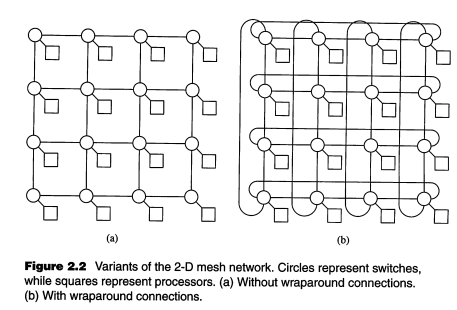 (a)
(b)
Figure 2.2 Variants of the 2-D mesh network. Circles represent switches,
while squares represent processors. (a) Without wraparound connections.
(b) With wraparound connections.